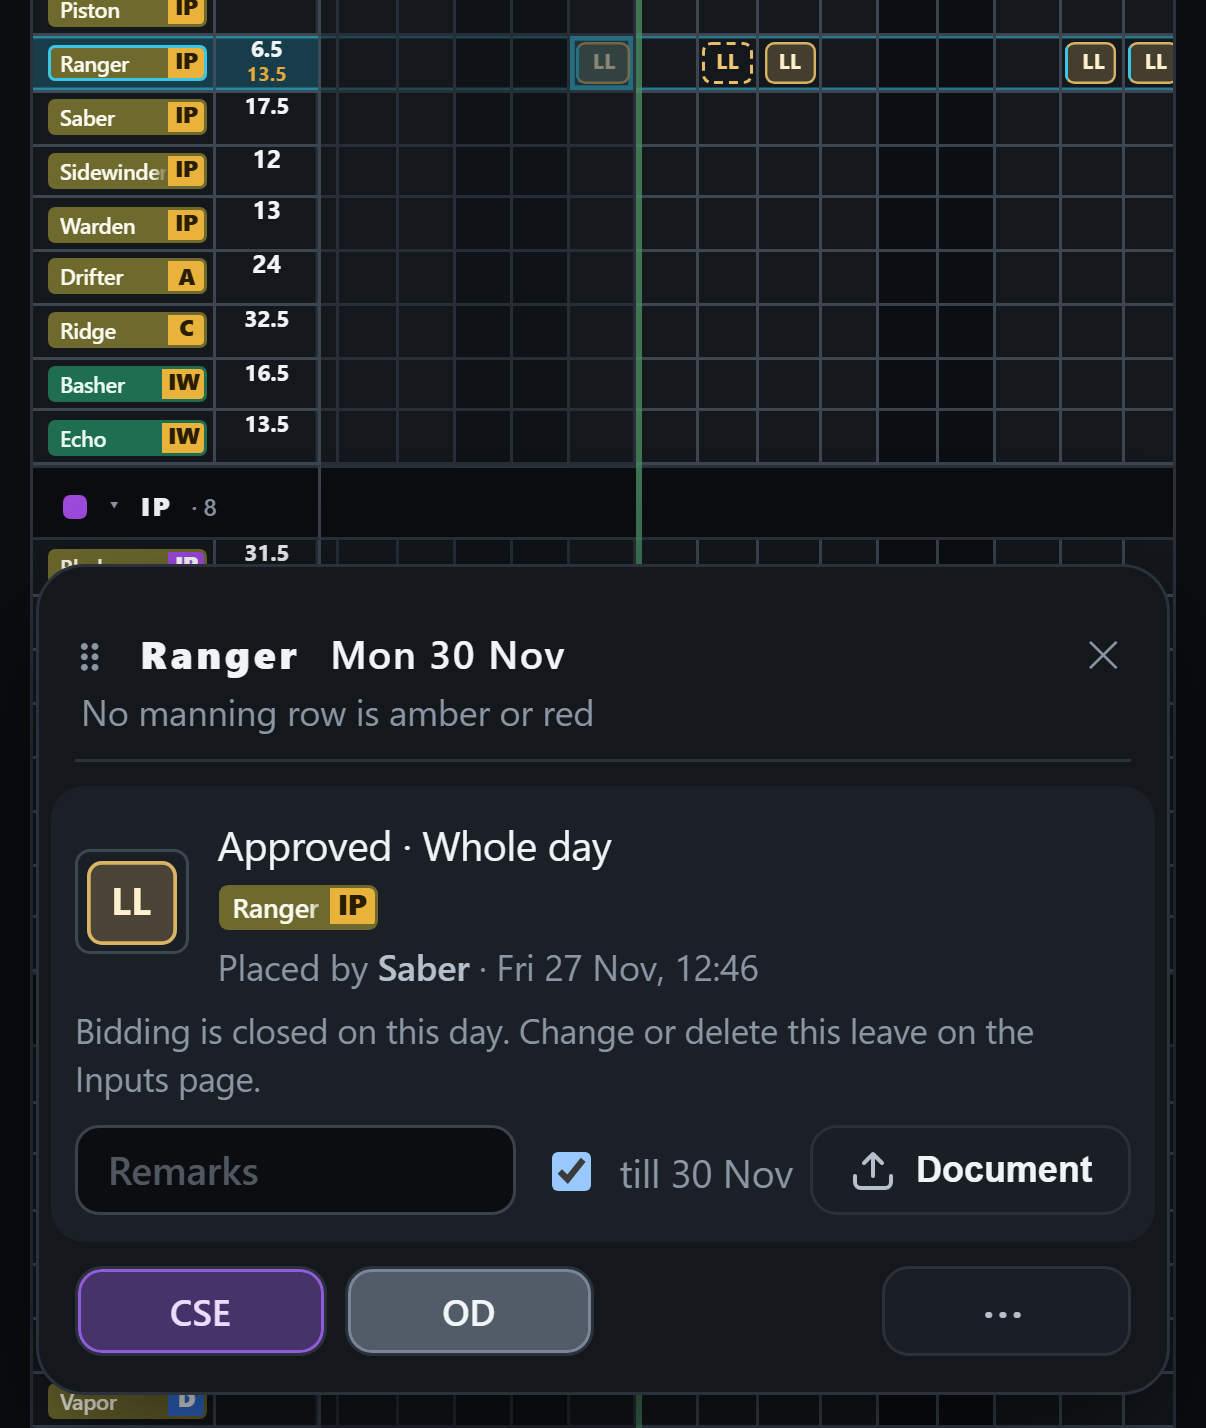 Piston IP
Ranger IP 6.5 LL LL LL LL LL
13.5
Saber IP 17.5
Sidewinder IP 12
Warden IP 13
Drifter A 24
Ridge C 32.5
Basher IW 16.5
Echo IW 13.5
IP · 8
31.5
Ranger Mon 30 Nov
No manning row is amber or red
LL
Approved · Whole day
Ranger IP
Placed by Saber · Fri 27 Nov, 12:46
Bidding is closed on this day. Change or delete this leave on the
Inputs page.
Remarks till 30 Nov Document
CSE OD ...
Vapor D